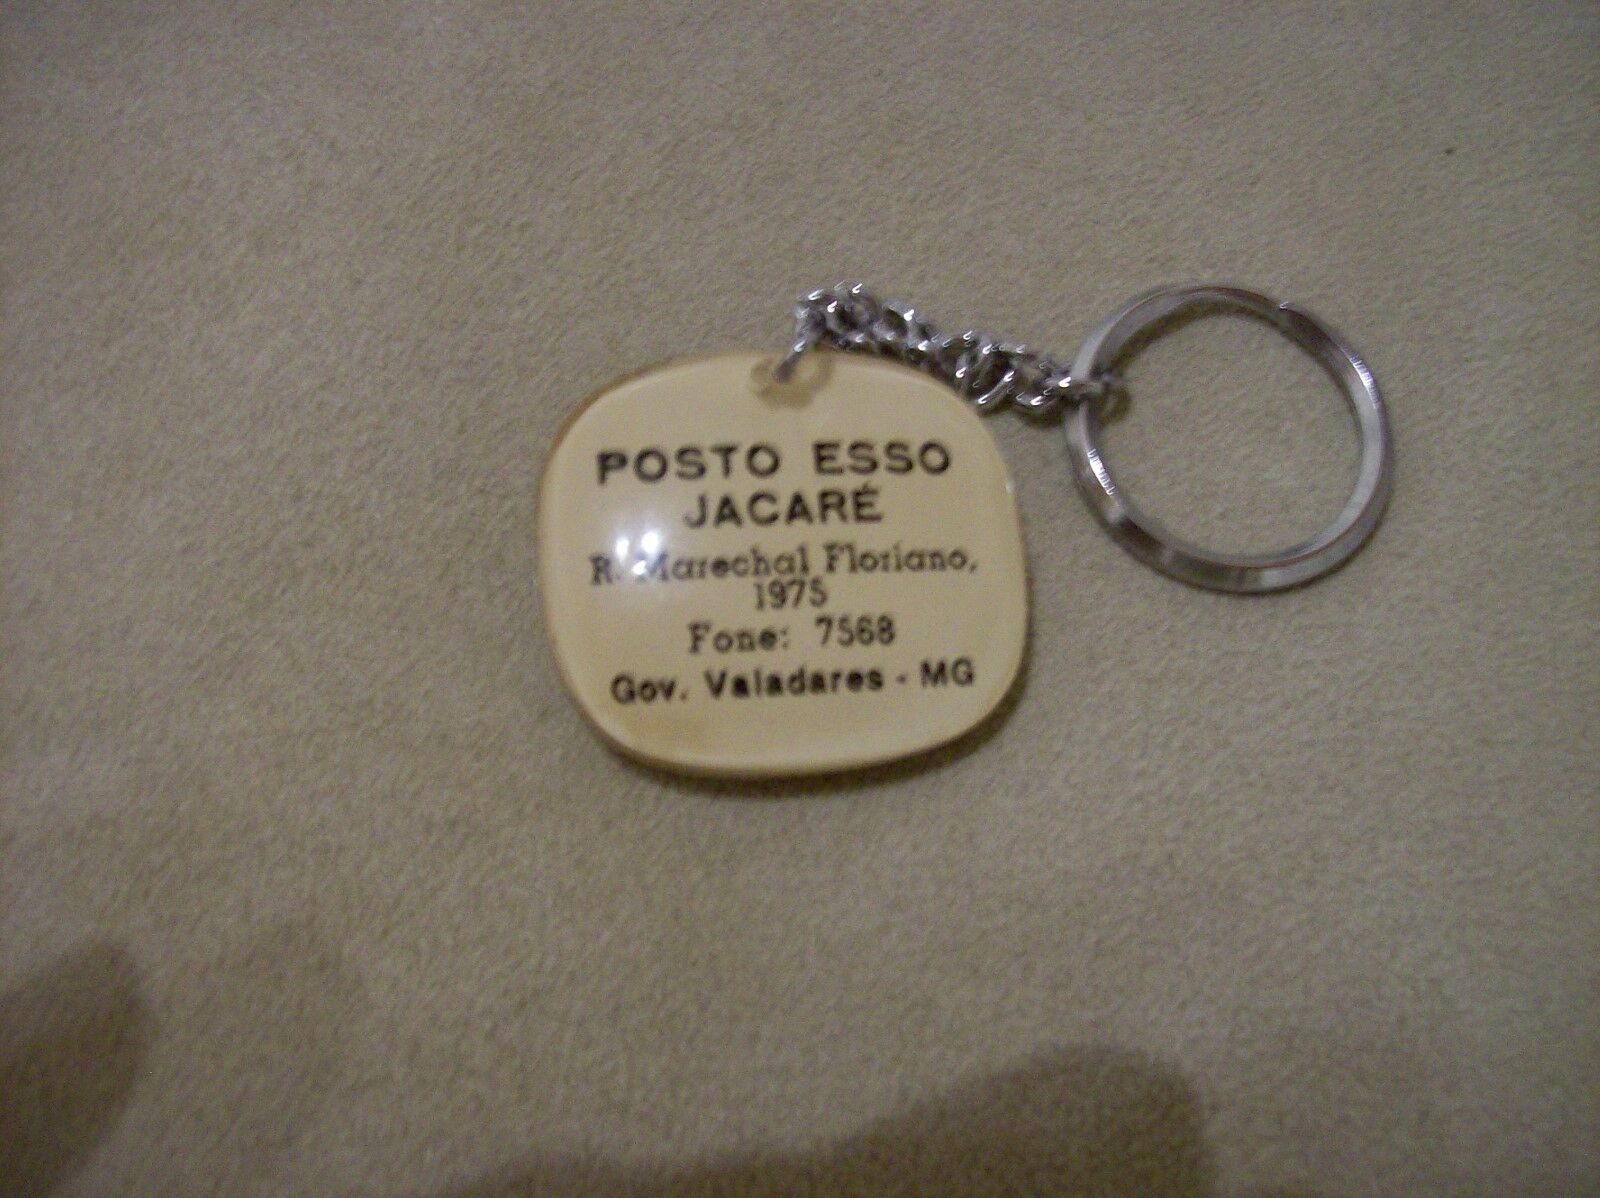 POSTO ESSO
JACARÉ
R. Marechal Floriano,
1975
Fone: 7568
Gov. Valadares - MG